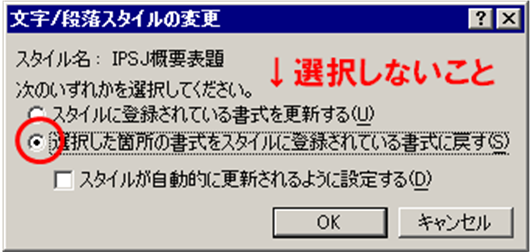 文字/段落スタイルの変更
スタイル名： IPSJ概要表題
次のいずれかを選択してください。
↓選択しないこと
スタイルに登録されている書式を更新する(U)
選択した箇所の書式をスタイルに登録されている書式に戻す(S)
スタイルが自動的に更新されるように設定する(D)
OK キャンセル